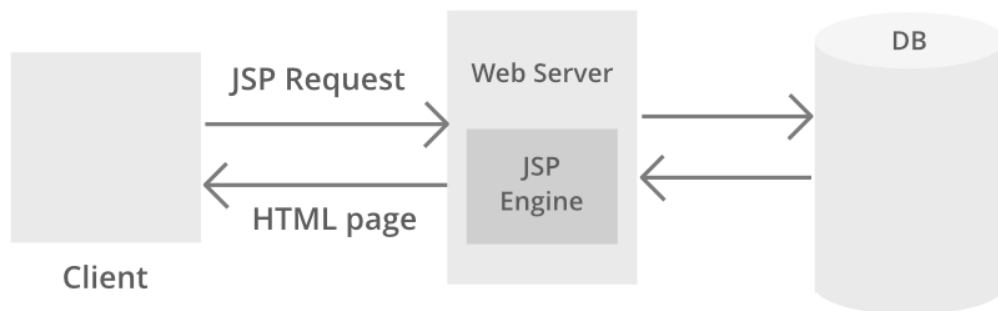 JSP Request
HTML page
Client
Web Server
JSP
Engine
DB